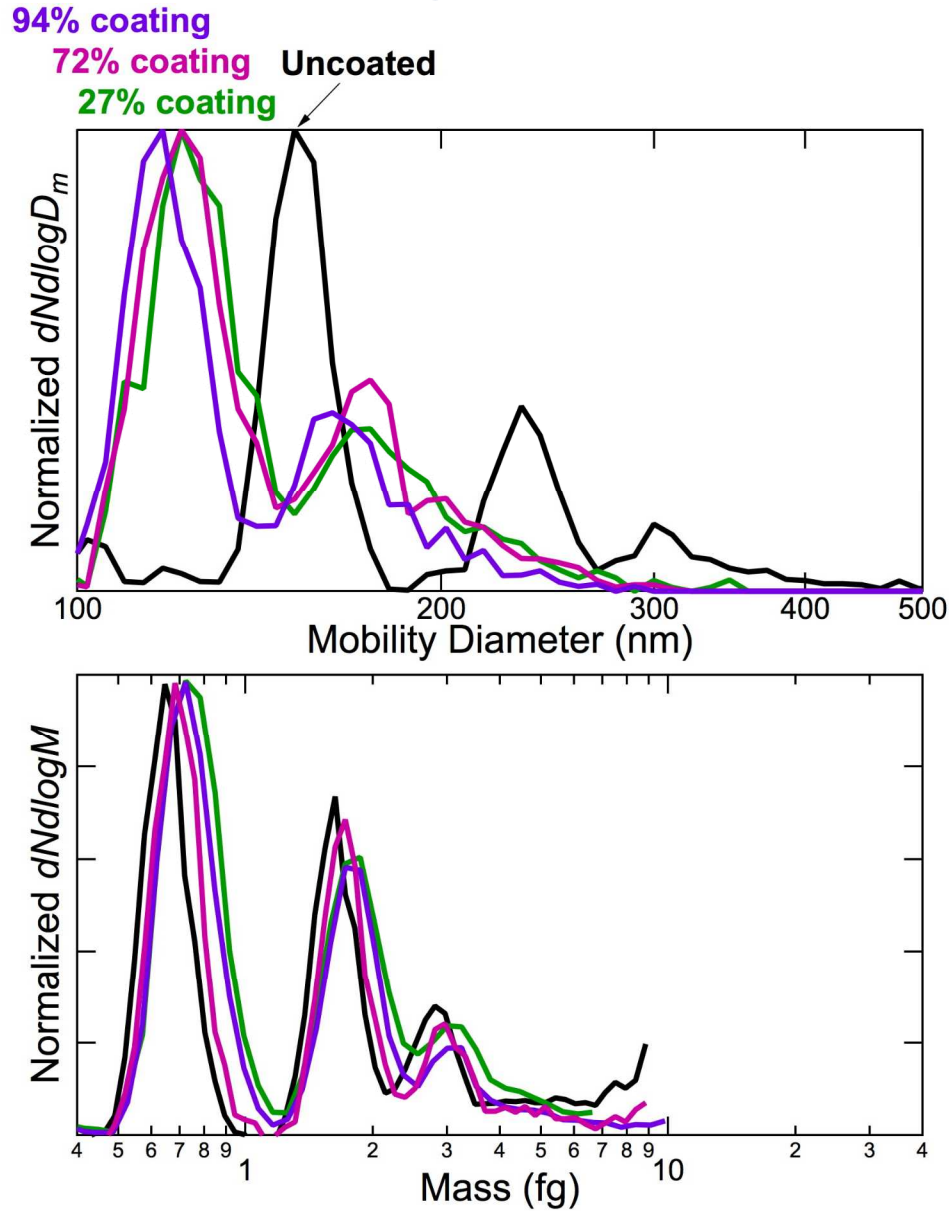 94% coating
72% coating
Uncoated
27% coating
Normalized dNdlogDm
100 200 300 400 500
Mobility Diameter (nm)
Normalized dNdlogM
4 5 6 7 8 9 1 2 3 4 5 6 7 8 9 10 2 3 4
Mass (fg)